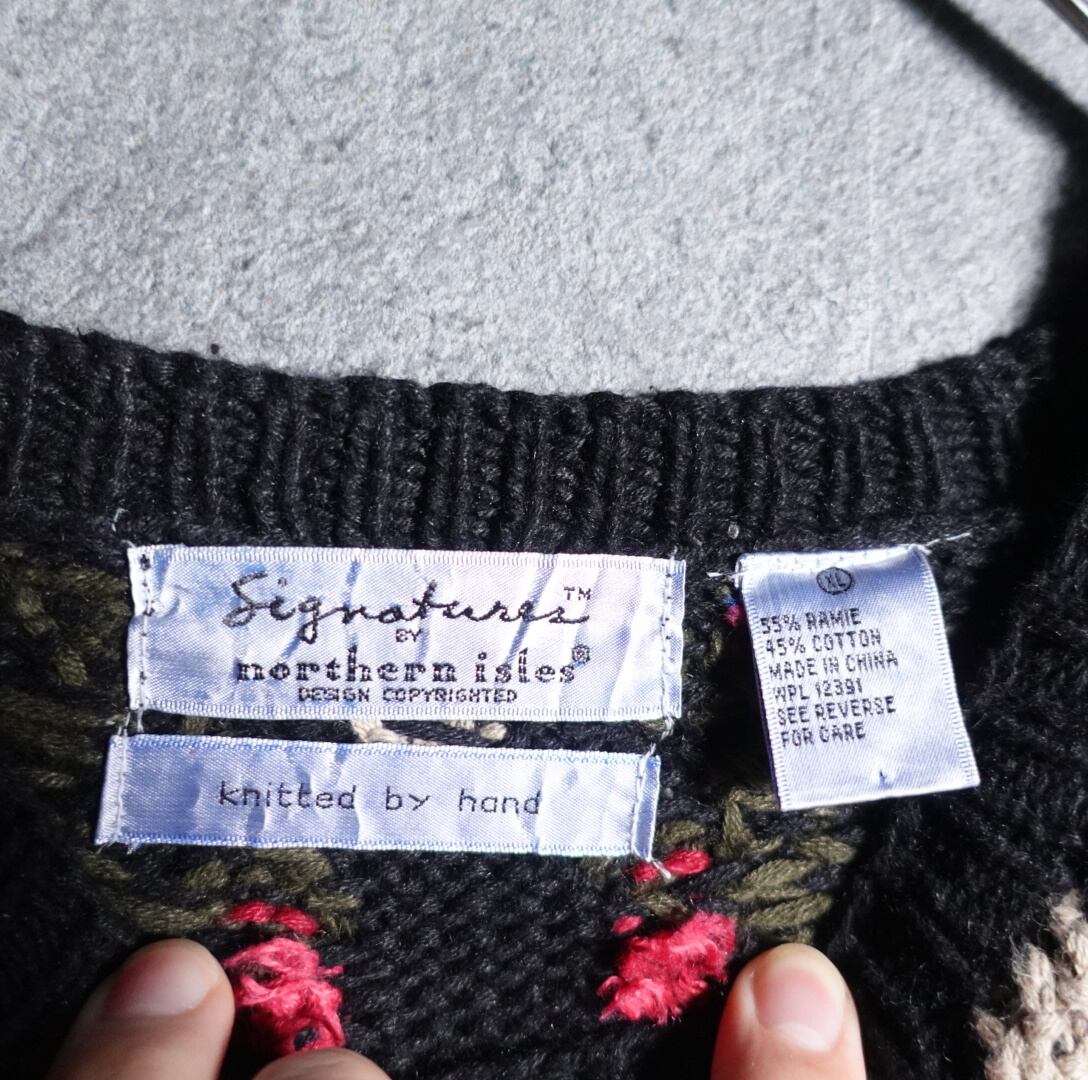 Signatures™
BY
northern isles®
DESIGN COPYRIGHTED
knitted by hand
XL
55% RAMIE
45% COTTON
MADE IN CHINA
WPL 12391
SEE REVERSE
FOR CARE